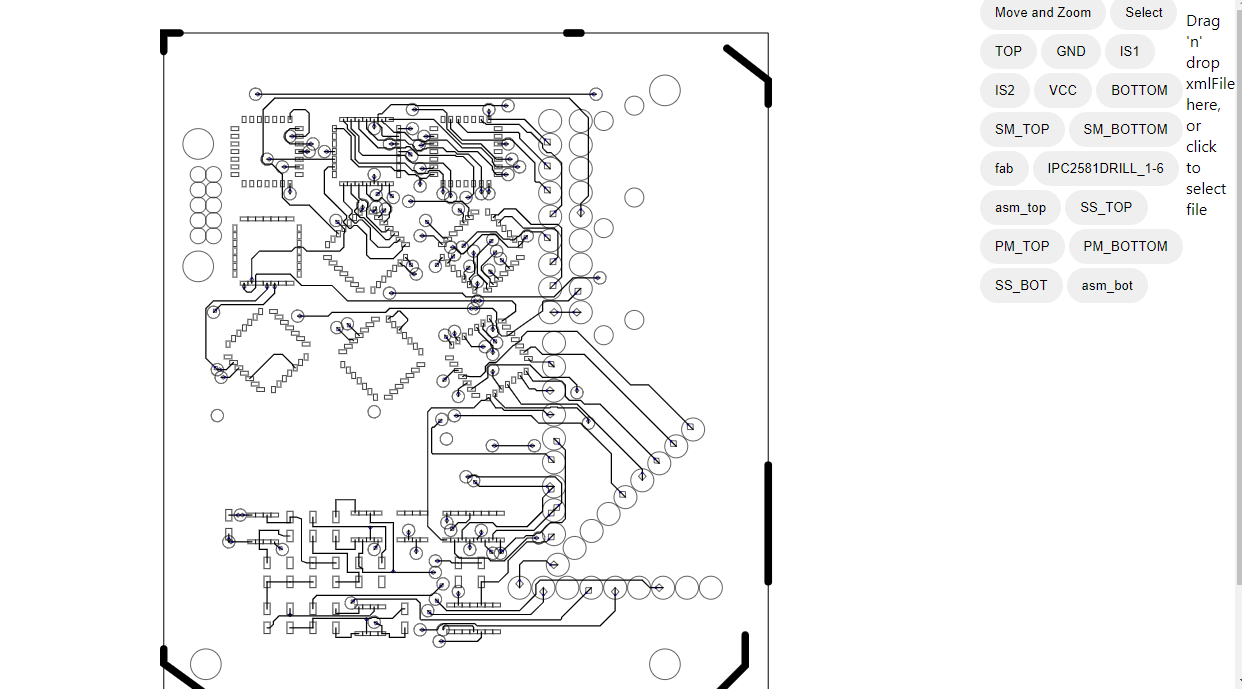 Move and Zoom
Select
TOP
GND
IS1
IS2
VCC
BOTTOM
SM_TOP
SM_BOTTOM
fab
IPC2581DRILL_1-6
asm_top
SS_TOP
PM_TOP
PM_BOTTOM
SS_BOT
asm_bot
Drag
'n'
drop
xmlFile
here,
or
click
to
select
file